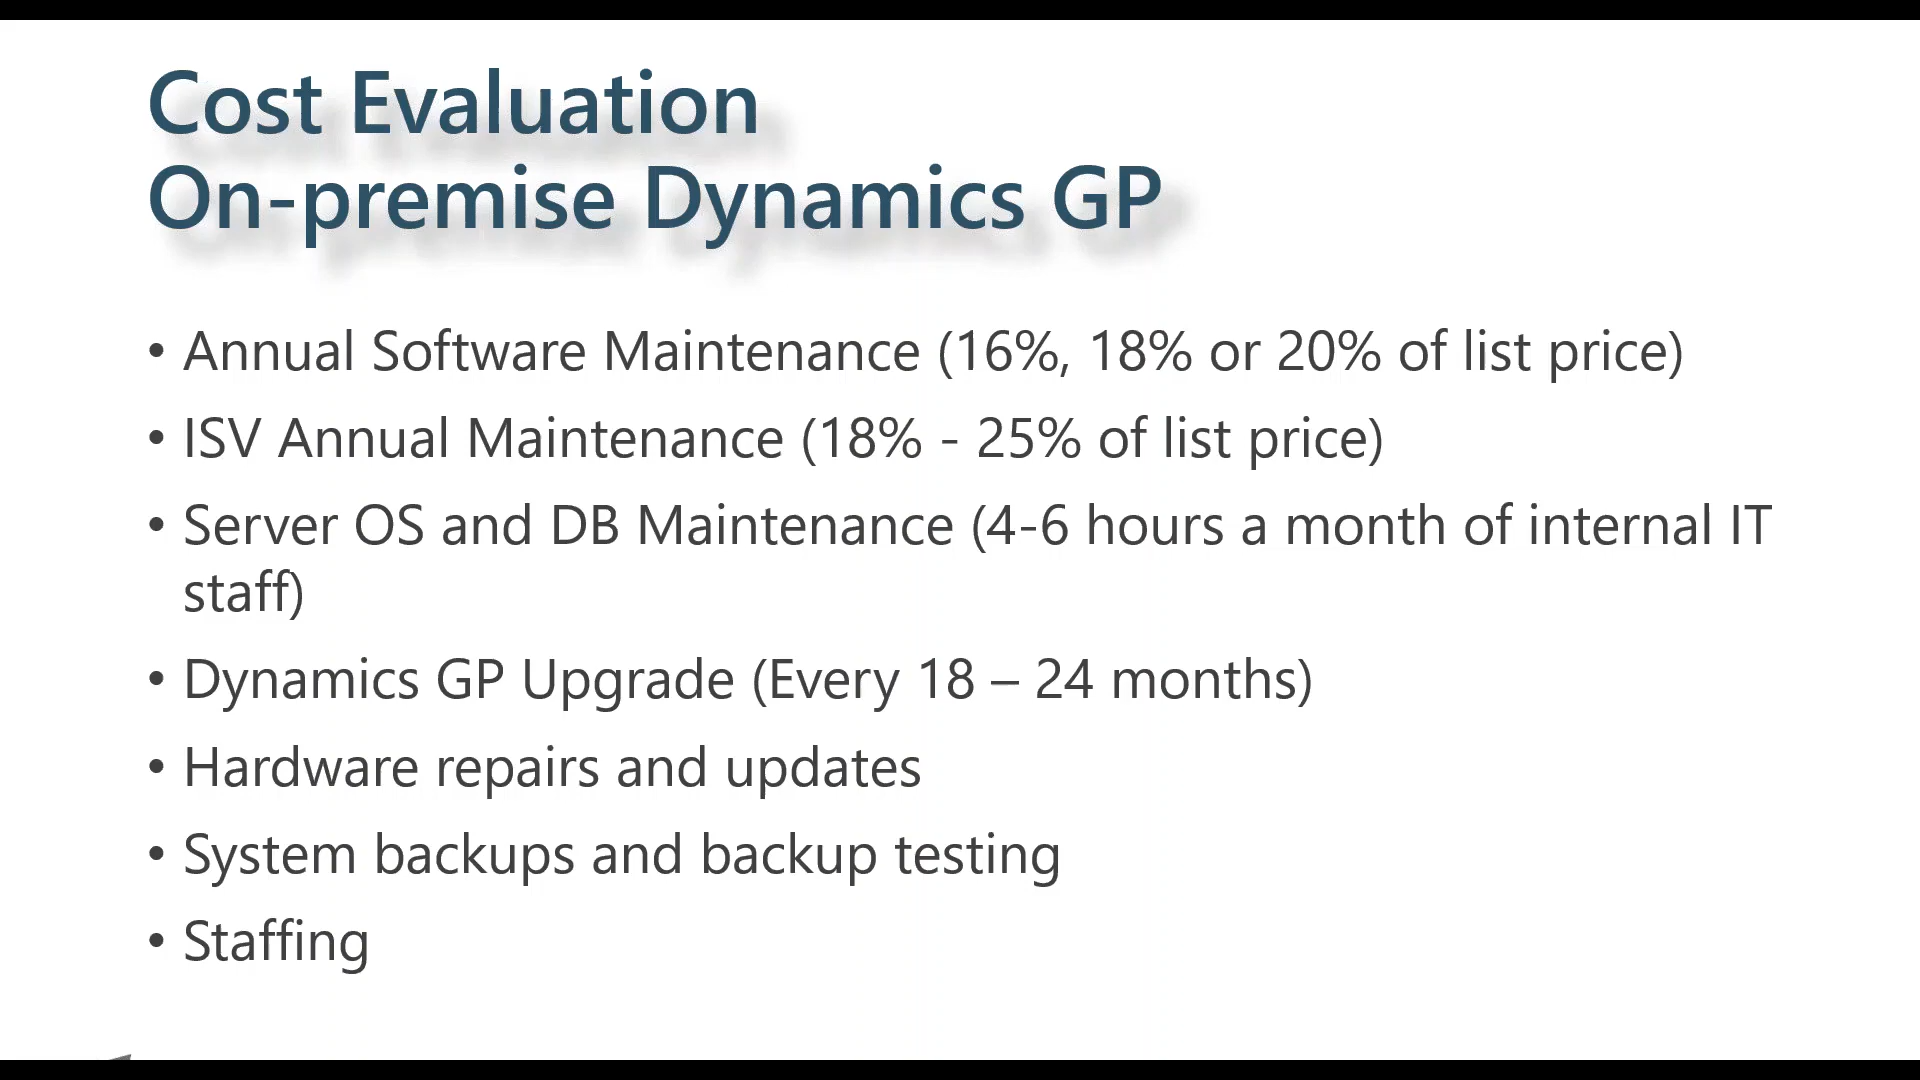 Cost Evaluation
On-premise Dynamics GP
• Annual Software Maintenance (16%, 18% or 20% of list price)
• ISV Annual Maintenance (18% - 25% of list price)
• Server OS and DB Maintenance (4-6 hours a month of internal IT
staff)
• Dynamics GP Upgrade (Every 18 – 24 months)
• Hardware repairs and updates
• System backups and backup testing
• Staffing